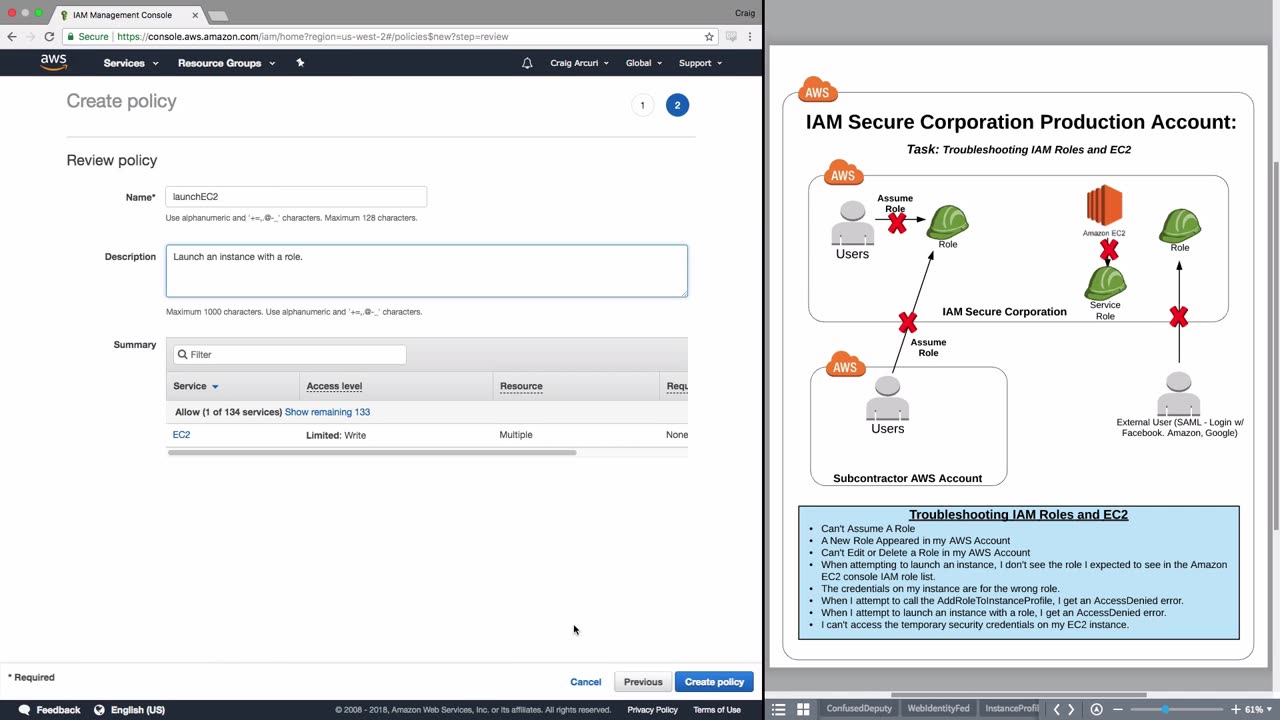 IAM Management Console
Craig
Secure
https://console.aws.amazon.com/iam/home?region=us-west-2#/policies$new?step=review
aws
Services
Resource Groups
Craig Arcuri
Global
Support
Create policy
1
2
Review policy
Name*
launchEC2
Use alphanumeric and '+=,.@-_' characters. Maximum 128 characters.
Description
Launch an instance with a role.
Maximum 1000 characters. Use alphanumeric and '+=,.@-_' characters.
Summary
Filter
Service
Access level
Resource
Requ
Allow (1 of 134 services) Show remaining 133
EC2
Limited: Write
Multiple
None
* Required
Cancel
Previous
Create policy
Feedback
English (US)
© 2008 - 2018, Amazon Web Services, Inc. or its affiliates. All rights reserved.
Privacy Policy
Terms of Use
AWS
IAM Secure Corporation Production Account:
Task: Troubleshooting IAM Roles and EC2
AWS
Assume
Role
Users
Role
Amazon EC2
Service
Role
Role
IAM Secure Corporation
Assume
Role
AWS
Users
Subcontractor AWS Account
External User (SAML - Login w/
Facebook. Amazon, Google)
Troubleshooting IAM Roles and EC2
• Can't Assume A Role
• A New Role Appeared in my AWS Account
• Can't Edit or Delete a Role in my AWS Account
• When attempting to launch an instance, I don't see the role I expected to see in the Amazon
EC2 console IAM role list.
• The credentials on my instance are for the wrong role.
• When I attempt to call the AddRoleToInstanceProfile, I get an AccessDenied error.
• When I attempt to launch an instance with a role, I get an AccessDenied error.
• I can't access the temporary security credentials on my EC2 instance.
ConfusedDeputy
WebIdentityFed
InstanceProfil
61%